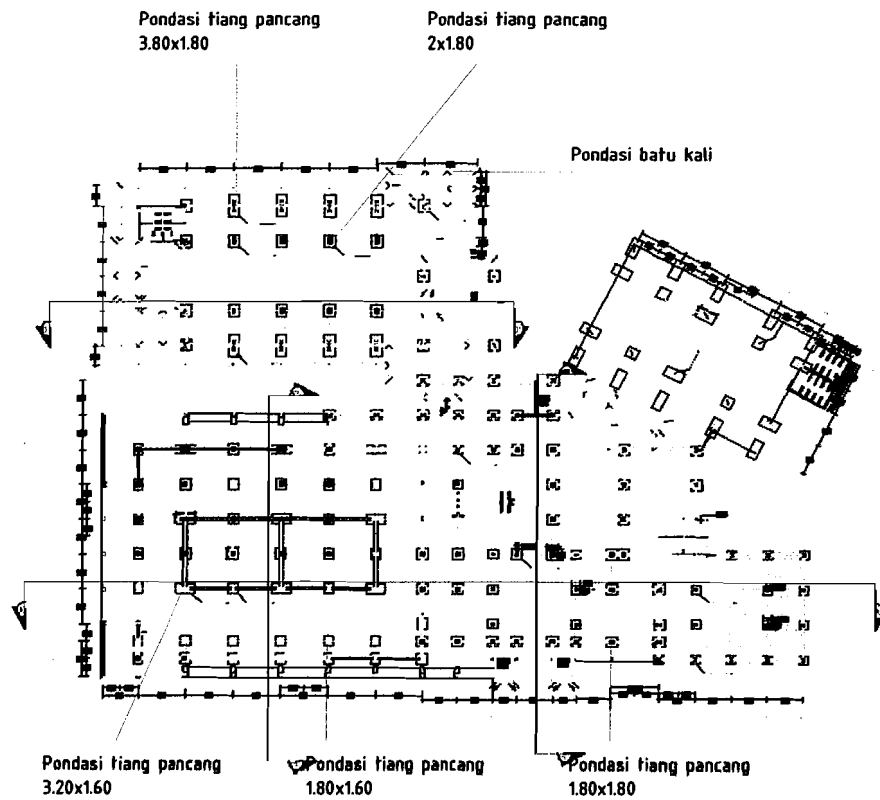 Pondasi tiang pancang
3.80x1.80
Pondasi tiang pancang
2x1.80
Pondasi batu kali
Pondasi tiang pancang
3.20x1.60
Pondasi tiang pancang
1.80x1.60
Pondasi tiang pancang
1.80x1.80